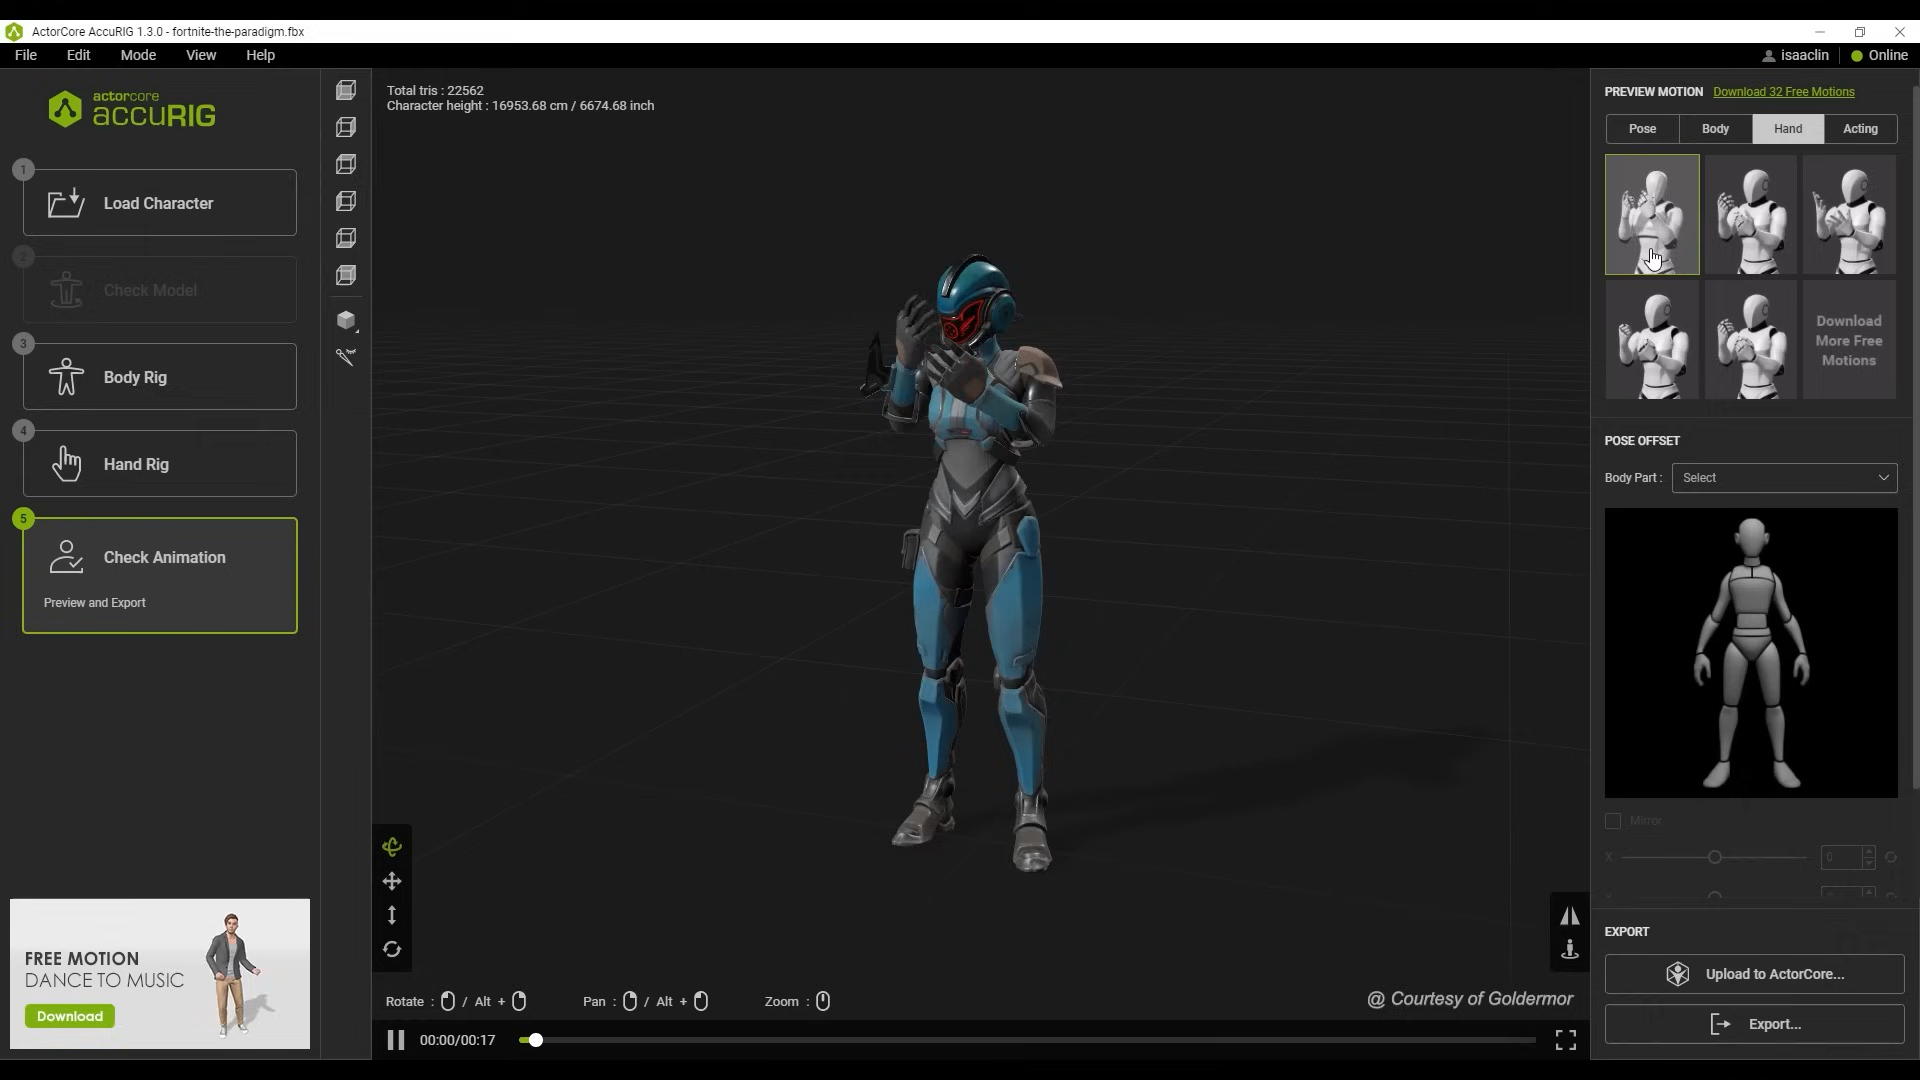 ActorCore AccuRIG 1.3.0 - fortnite-the-paradigm.fbx
File Edit Mode View Help
isaaclin
Online
actorcore
accuRIG
1
Load Character
2
Check Model
3
Body Rig
4
Hand Rig
5
Check Animation
Preview and Export
FREE MOTION
DANCE TO MUSIC
Download
Total tris : 22562
Character height : 16953.68 cm / 6674.68 inch
Rotate : / Alt + Pan : / Alt + Zoom :
@ Courtesy of Goldermor
00:00/00:17
PREVIEW MOTION Download 32 Free Motions
Pose Body Hand Acting
Download
More Free
Motions
POSE OFFSET
Body Part : Select
Mirror
X 0
EXPORT
Upload to ActorCore...
Export...